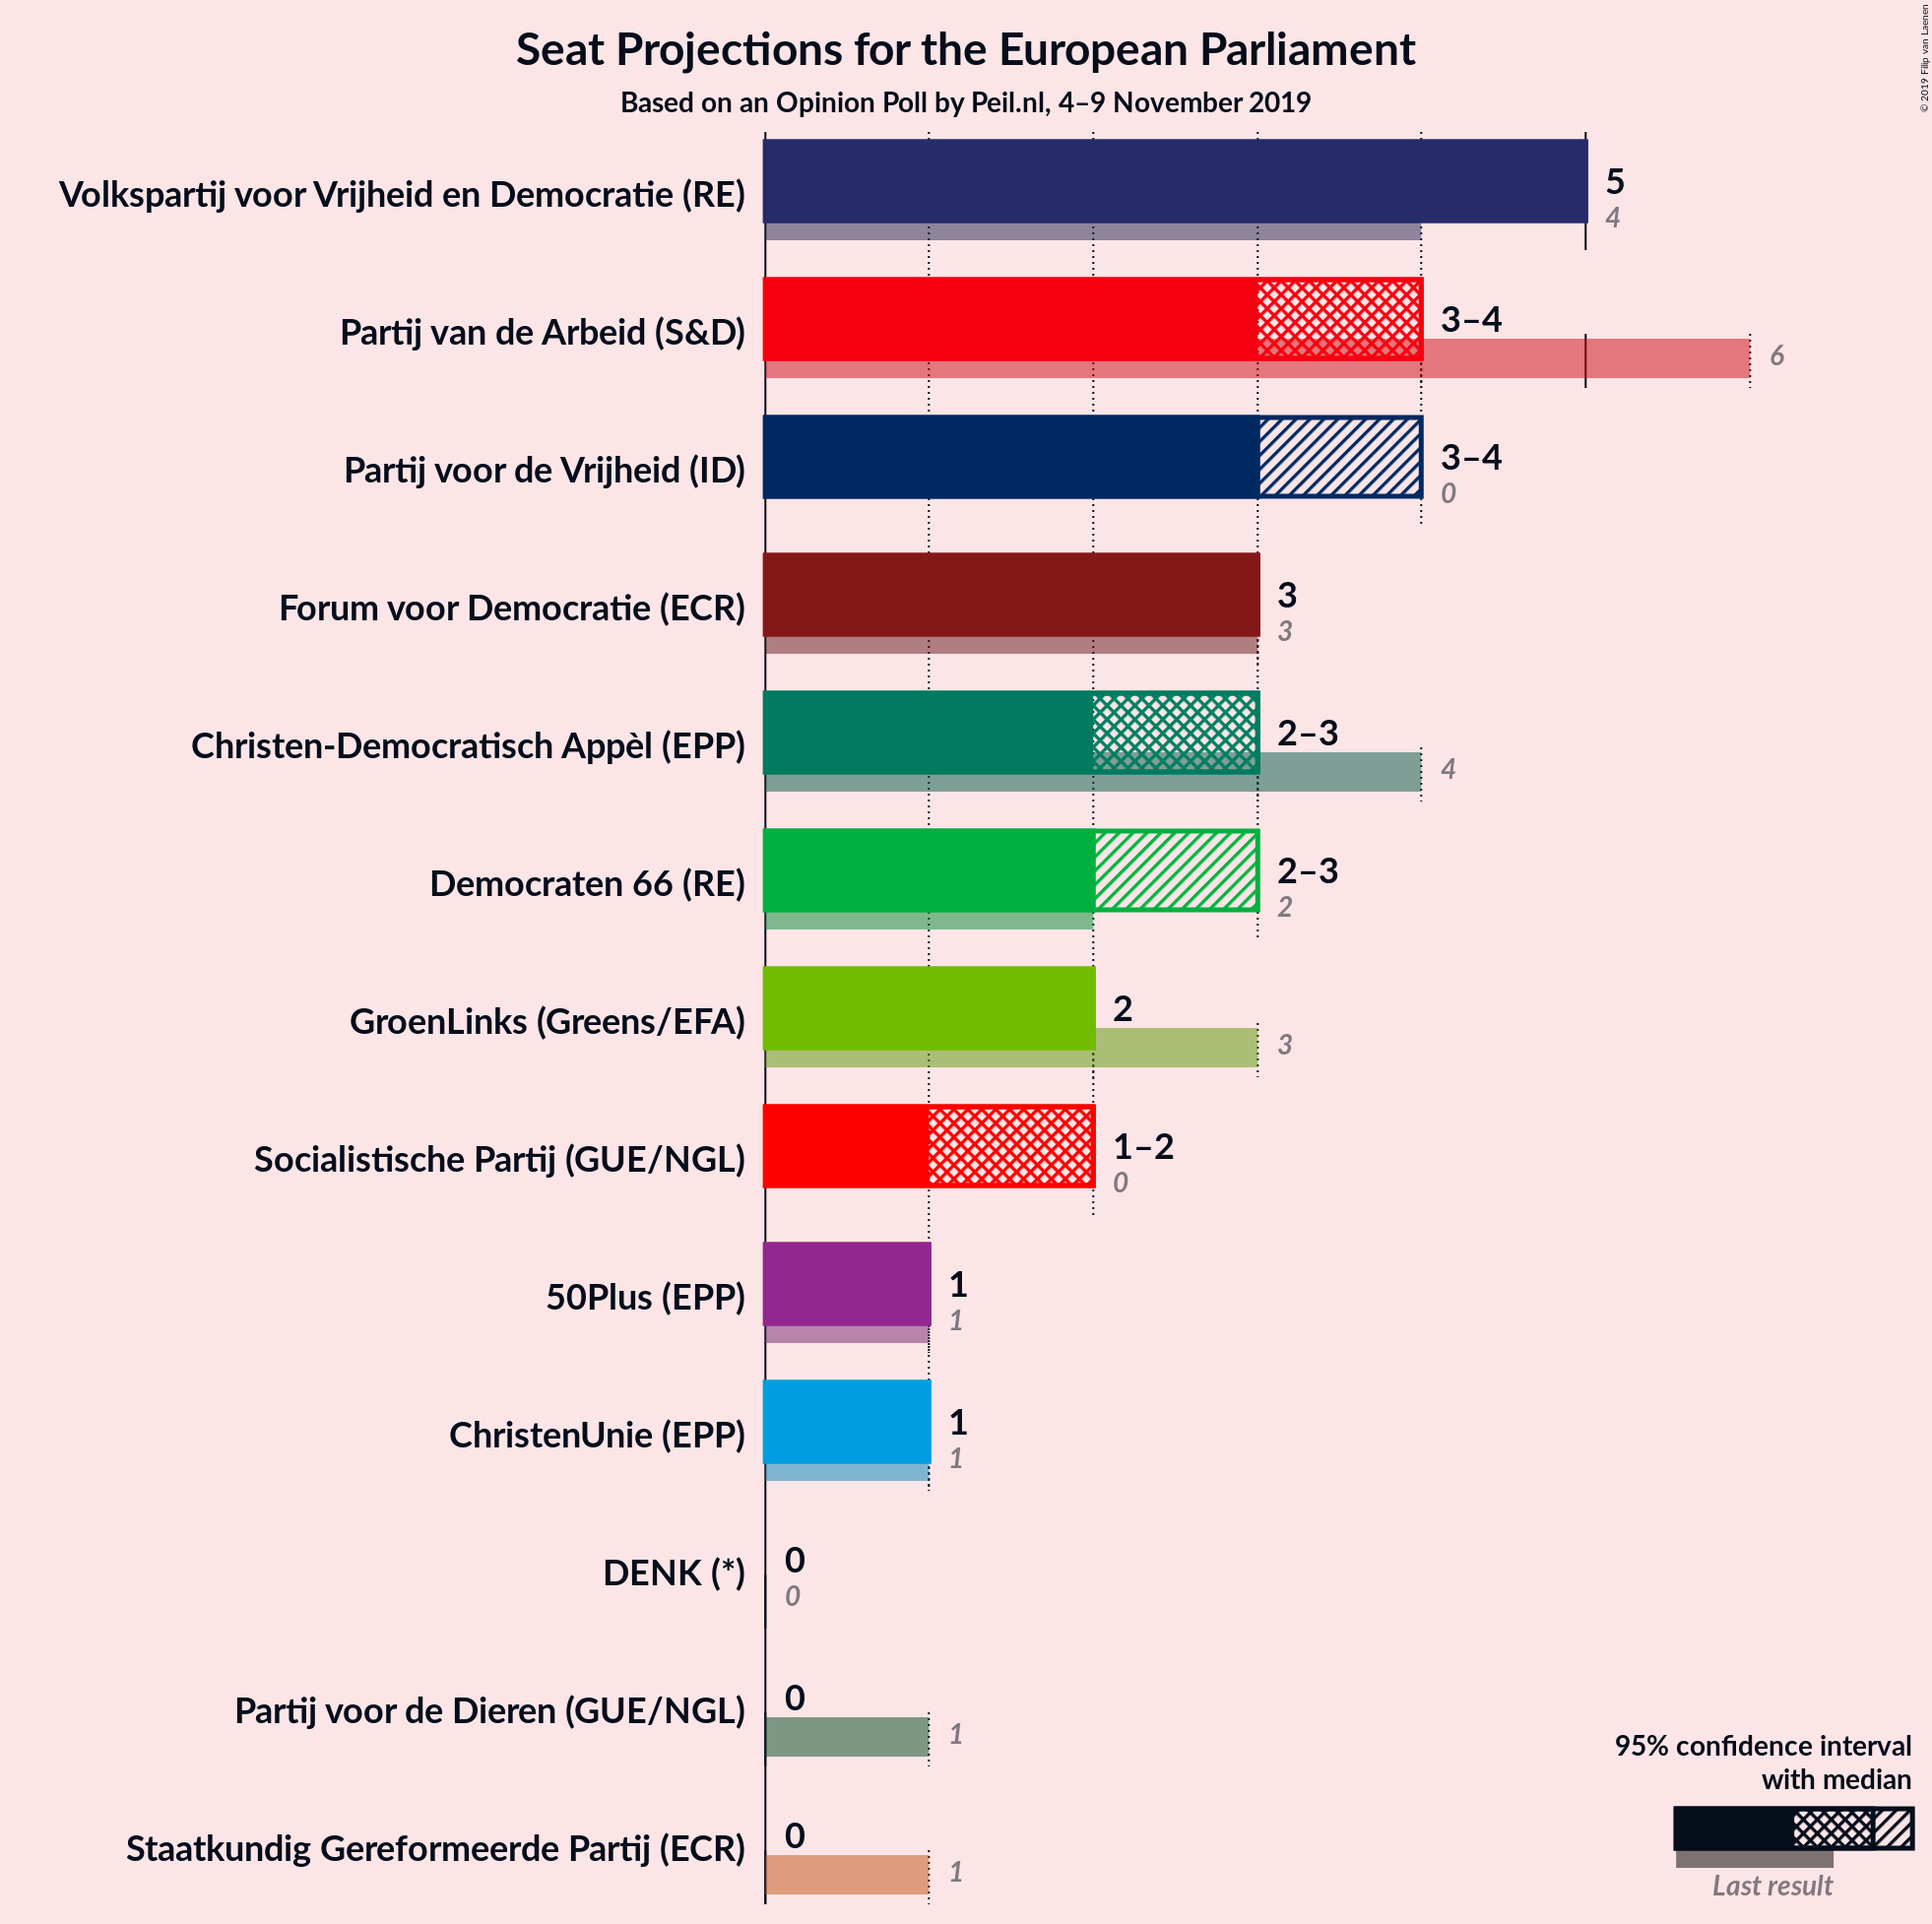 Seat Projections for the European Parliament
Based on an Opinion Poll by Peil.nl, 4–9 November 2019
© 2019 Filip van Laenen
Volkspartij voor Vrijheid en Democratie (RE)
5
4
Partij van de Arbeid (S&D)
3–4
6
Partij voor de Vrijheid (ID)
3–4
0
Forum voor Democratie (ECR)
3
3
Christen-Democratisch Appèl (EPP)
2–3
4
Democraten 66 (RE)
2–3
2
GroenLinks (Greens/EFA)
2
3
Socialistische Partij (GUE/NGL)
1–2
0
50Plus (EPP)
1
1
ChristenUnie (EPP)
1
1
DENK (*)
0
0
Partij voor de Dieren (GUE/NGL)
0
1
Staatkundig Gereformeerde Partij (ECR)
0
1
95% confidence interval
with median
Last result